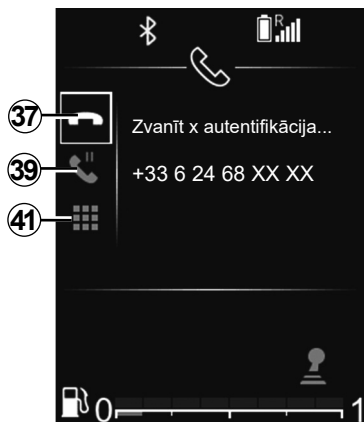 R
37
Zvanīt x autentifikācija...
39
+33 6 24 68 XX XX
41
0 1